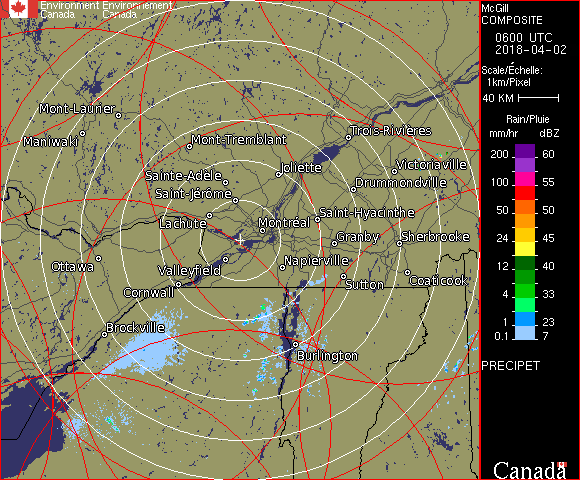 Environment Environnement
Canada Canada
McGill
COMPOSITE
0600 UTC
2018-04-02
Scale/Échelle:
1km/Pixel
40 KM
Rain/Pluie
mm/hr dBZ
200 60
100 55
50 50
24 45
12 40
4 33
1 23
0.1 7
PRECIPET
Canada
Mont-Laurier
Maniwaki
Mont-Tremblant
Trois-Rivières
Sainte-Adèle
Joliette
Victoriaville
Saint-Jérôme
Drummondville
Lachute
Montréal
Saint-Hyacinthe
Granby
Sherbrooke
Ottawa
Valleyfield
Napierville
Cornwall
Sutton
Coaticook
Brockville
Burlington